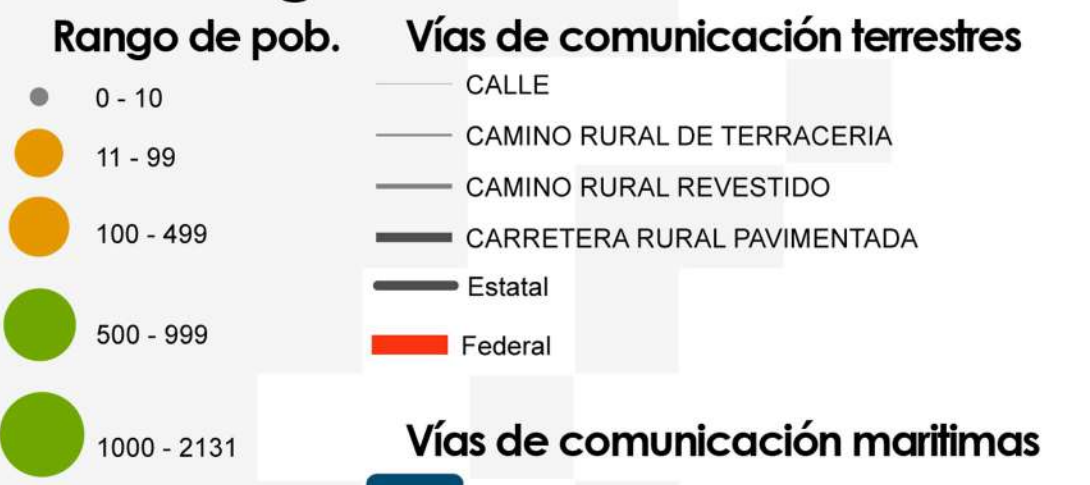 Rango de pob.
0 - 10
11 - 99
100 - 499
500 - 999
1000 - 2131
Vías de comunicación terrestres
CALLE
CAMINO RURAL DE TERRACERIA
CAMINO RURAL REVESTIDO
CARRETERA RURAL PAVIMENTADA
Estatal
Federal
Vías de comunicación maritimas